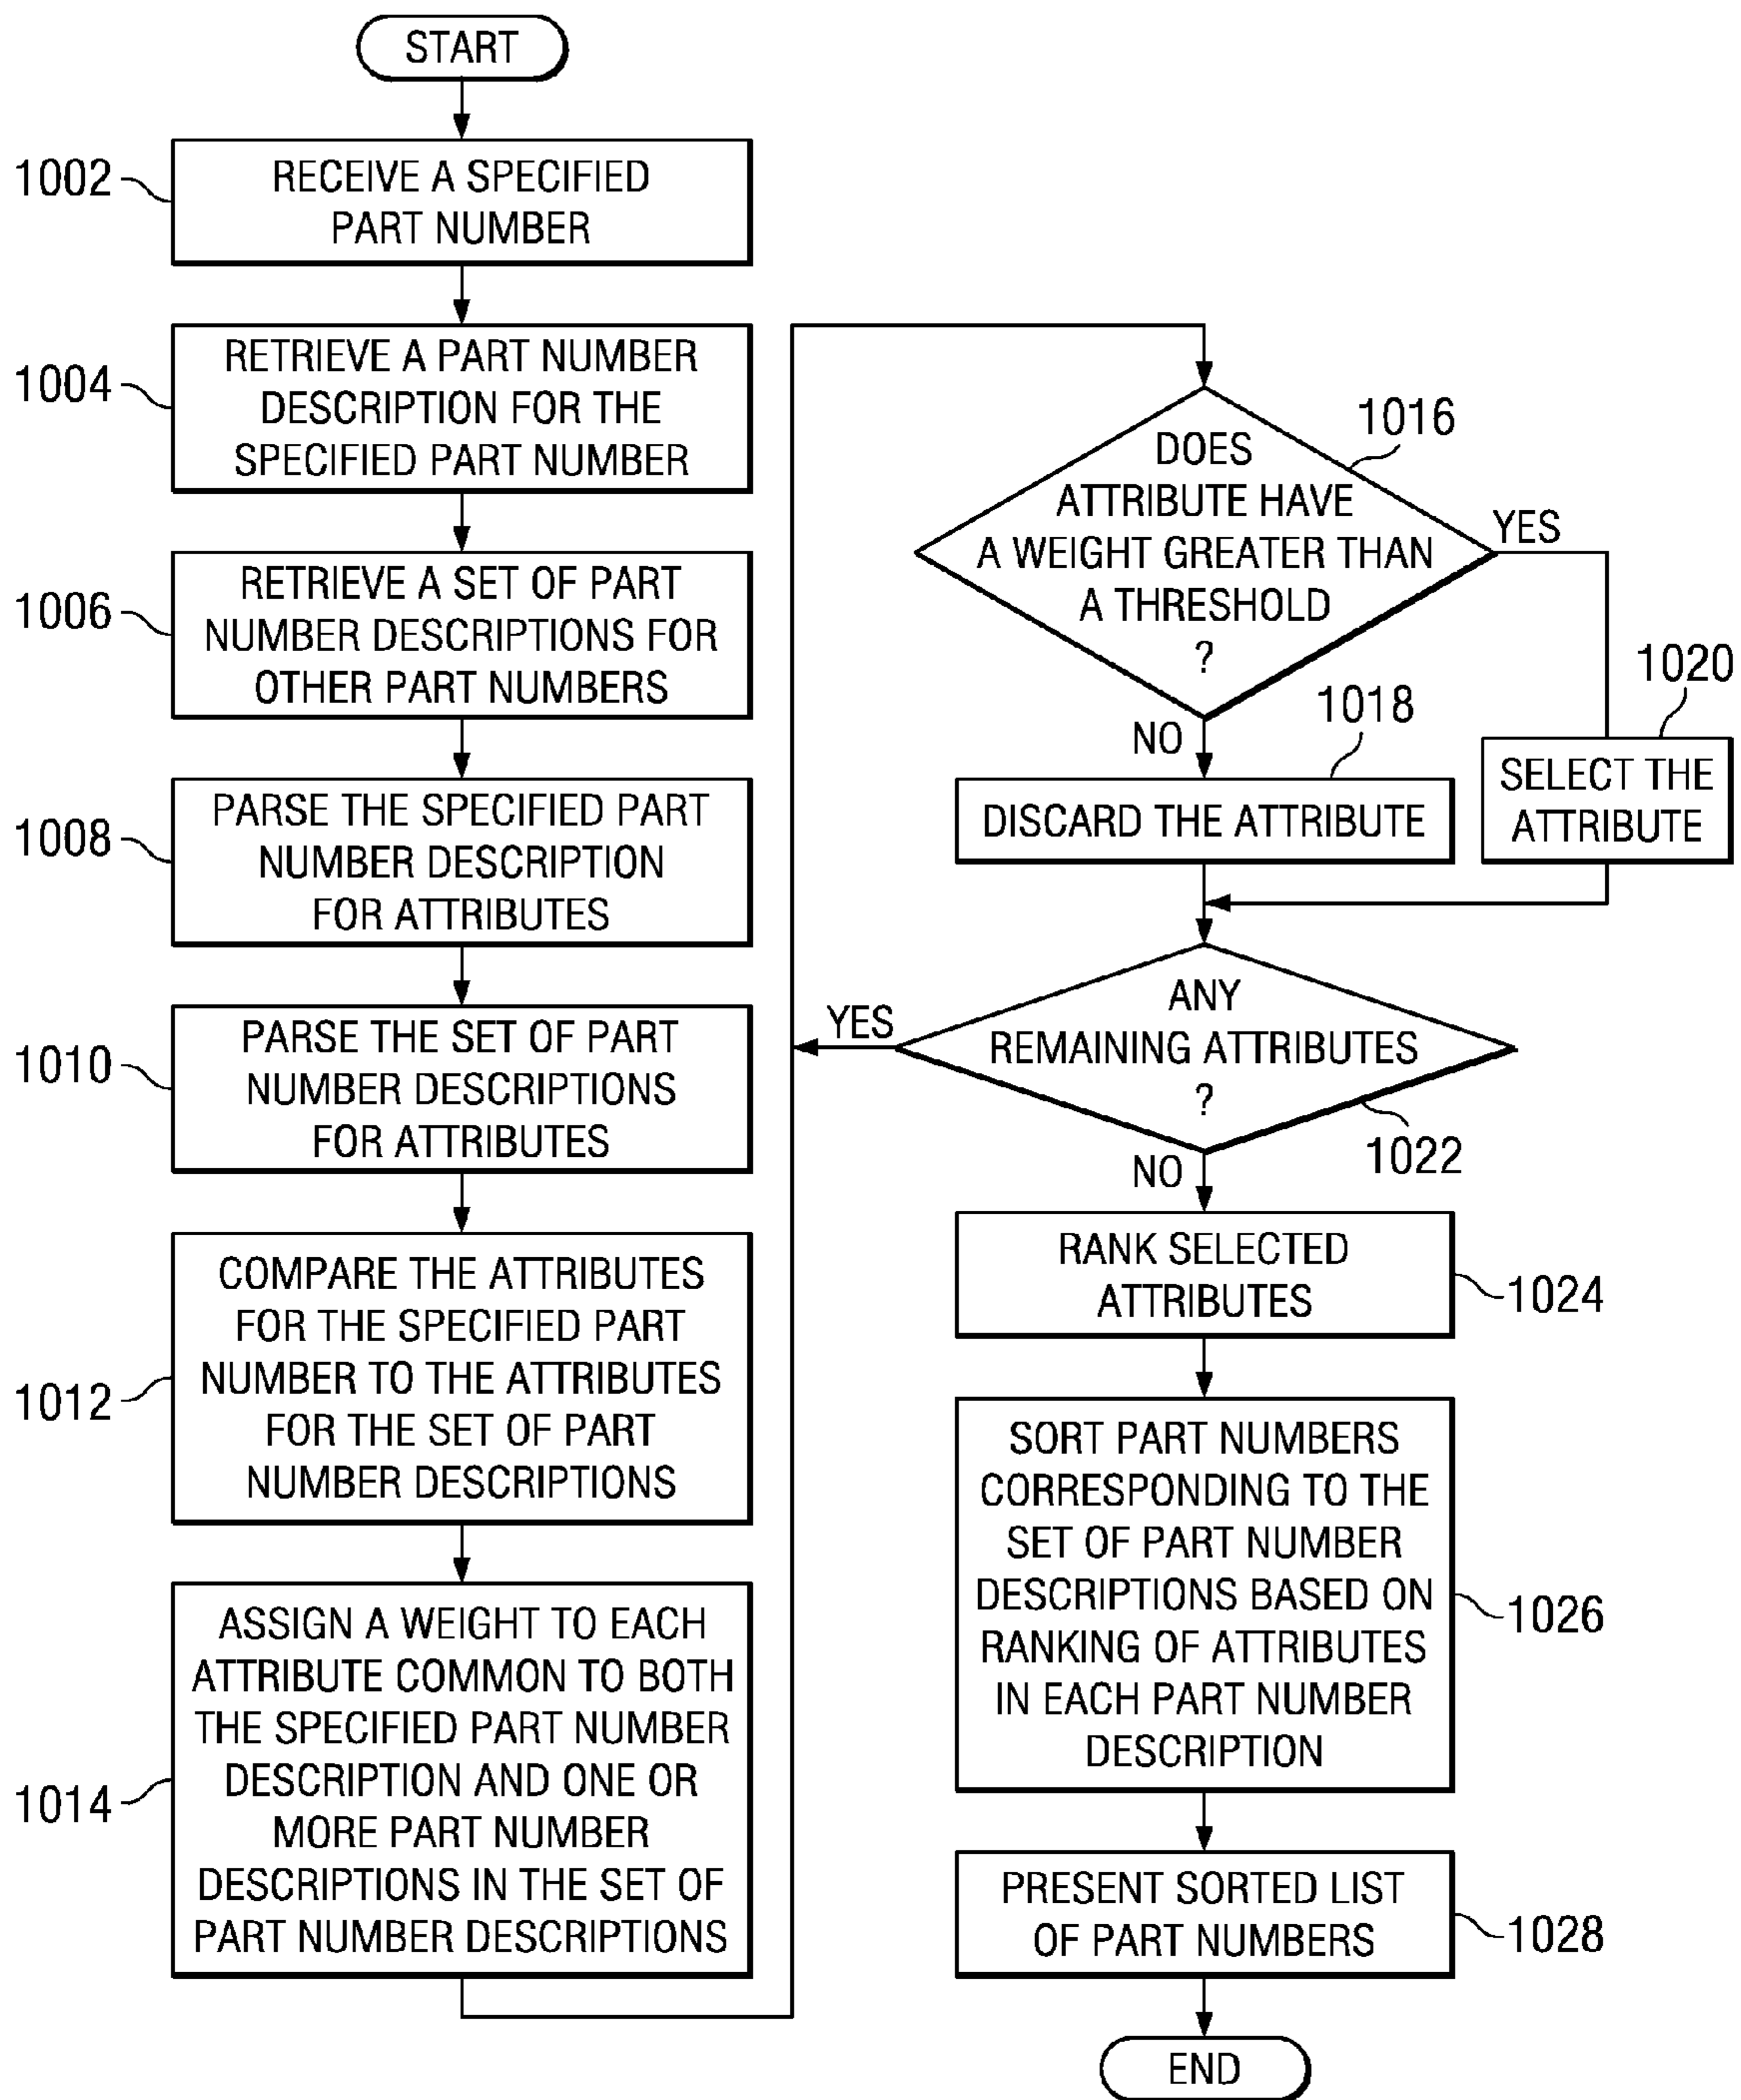 START
1002
RECEIVE A SPECIFIED
PART NUMBER
1004
RETRIEVE A PART NUMBER
DESCRIPTION FOR THE
SPECIFIED PART NUMBER
1006
RETRIEVE A SET OF PART
NUMBER DESCRIPTIONS FOR
OTHER PART NUMBERS
1008
PARSE THE SPECIFIED PART
NUMBER DESCRIPTION
FOR ATTRIBUTES
1010
PARSE THE SET OF PART
NUMBER DESCRIPTIONS
FOR ATTRIBUTES
1012
COMPARE THE ATTRIBUTES
FOR THE SPECIFIED PART
NUMBER TO THE ATTRIBUTES
FOR THE SET OF PART
NUMBER DESCRIPTIONS
1014
ASSIGN A WEIGHT TO EACH
ATTRIBUTE COMMON TO BOTH
THE SPECIFIED PART NUMBER
DESCRIPTION AND ONE OR
MORE PART NUMBER
DESCRIPTIONS IN THE SET OF
PART NUMBER DESCRIPTIONS
1016
DOES
ATTRIBUTE HAVE
A WEIGHT GREATER THAN
A THRESHOLD
?
YES
NO
1018
DISCARD THE ATTRIBUTE
1020
SELECT THE
ATTRIBUTE
ANY
REMAINING ATTRIBUTES
?
YES
1022
NO
RANK SELECTED
ATTRIBUTES
1024
SORT PART NUMBERS
CORRESPONDING TO THE
SET OF PART NUMBER
DESCRIPTIONS BASED ON
RANKING OF ATTRIBUTES
IN EACH PART NUMBER
DESCRIPTION
1026
PRESENT SORTED LIST
OF PART NUMBERS
1028
END